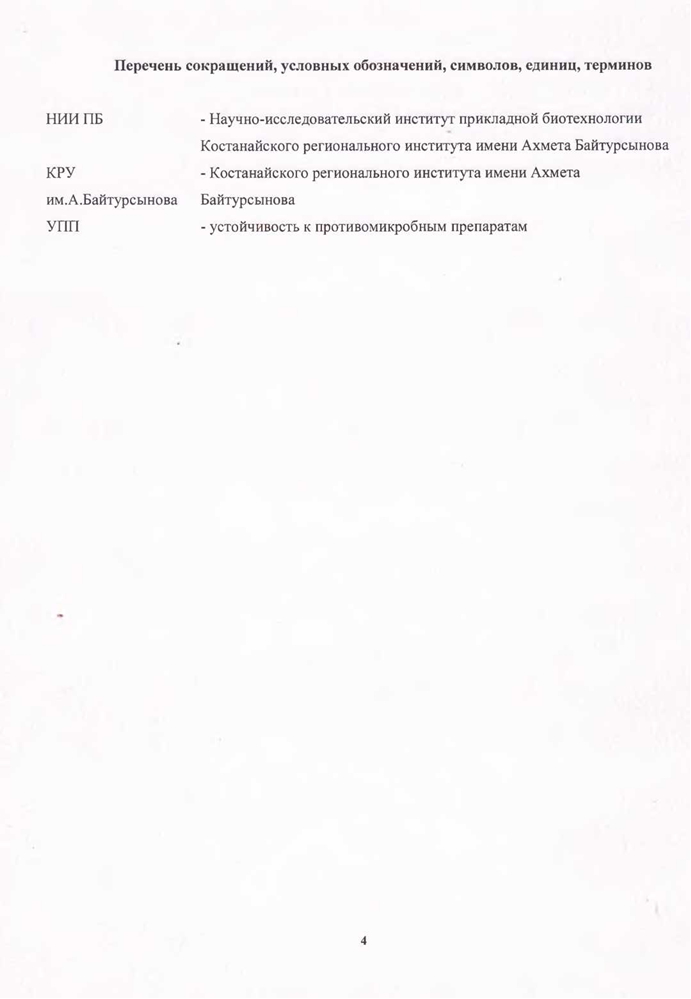 Перечень сокращений, условных обозначений, символов, единиц, терминов
НИИ ПБ - Научно-исследовательский институт прикладной биотехнологии
Костанайского регионального института имени Ахмета Байтурсынова
КРУ - Костанайского регионального института имени Ахмета
им.А.Байтурсынова Байтурсынова
УПП - устойчивость к противомикробным препаратам
4